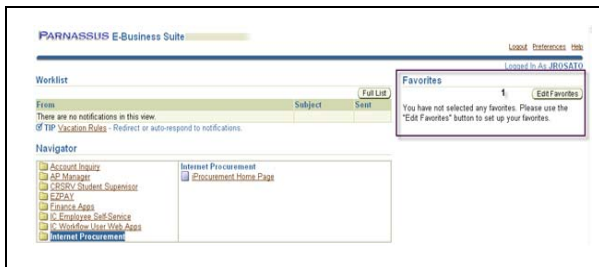 PARNASSUS E-Business Suite
Logout Preferences Help
Logged In As JROSATO
Worklist
Full List
From Subject Sent
There are no notifications in this view.
TIP Vacation Rules - Redirect or auto-respond to notifications.
Favorites
1 Edit Favorites
You have not selected any favorites. Please use the
"Edit Favorites" button to set up your favorites.
Navigator
Account Inquiry
AP Manager
CRSRV Student Supervisor
EZPAY
Finance Apps
IC Employee Self-Service
IC Workflow User Web Apps
Internet Procurement
Internet Procurement
iProcurement Home Page